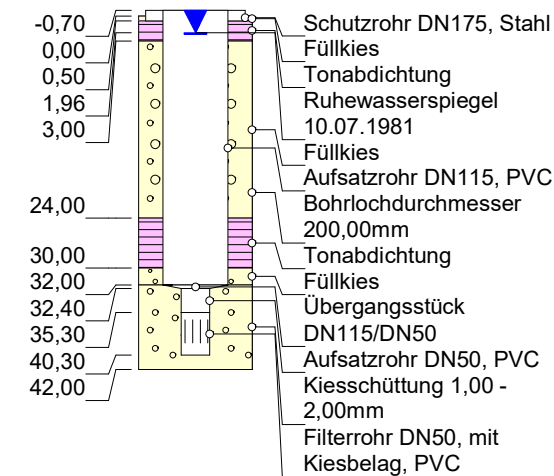 -0,70
0,00
0,50
1,96
3,00
24,00
30,00
32,00
32,40
35,30
40,30
42,00
Schutzrohr DN175, Stahl
Füllkies
Tonabdichtung
Ruhewasserspiegel
10.07.1981
Füllkies
Aufsatzrohr DN115, PVC
Bohrlochdurchmesser
200,00mm
Tonabdichtung
Füllkies
Übergangsstück
DN115/DN50
Aufsatzrohr DN50, PVC
Kiesschüttung 1,00 -
2,00mm
Filterrohr DN50, mit
Kiesbelag, PVC